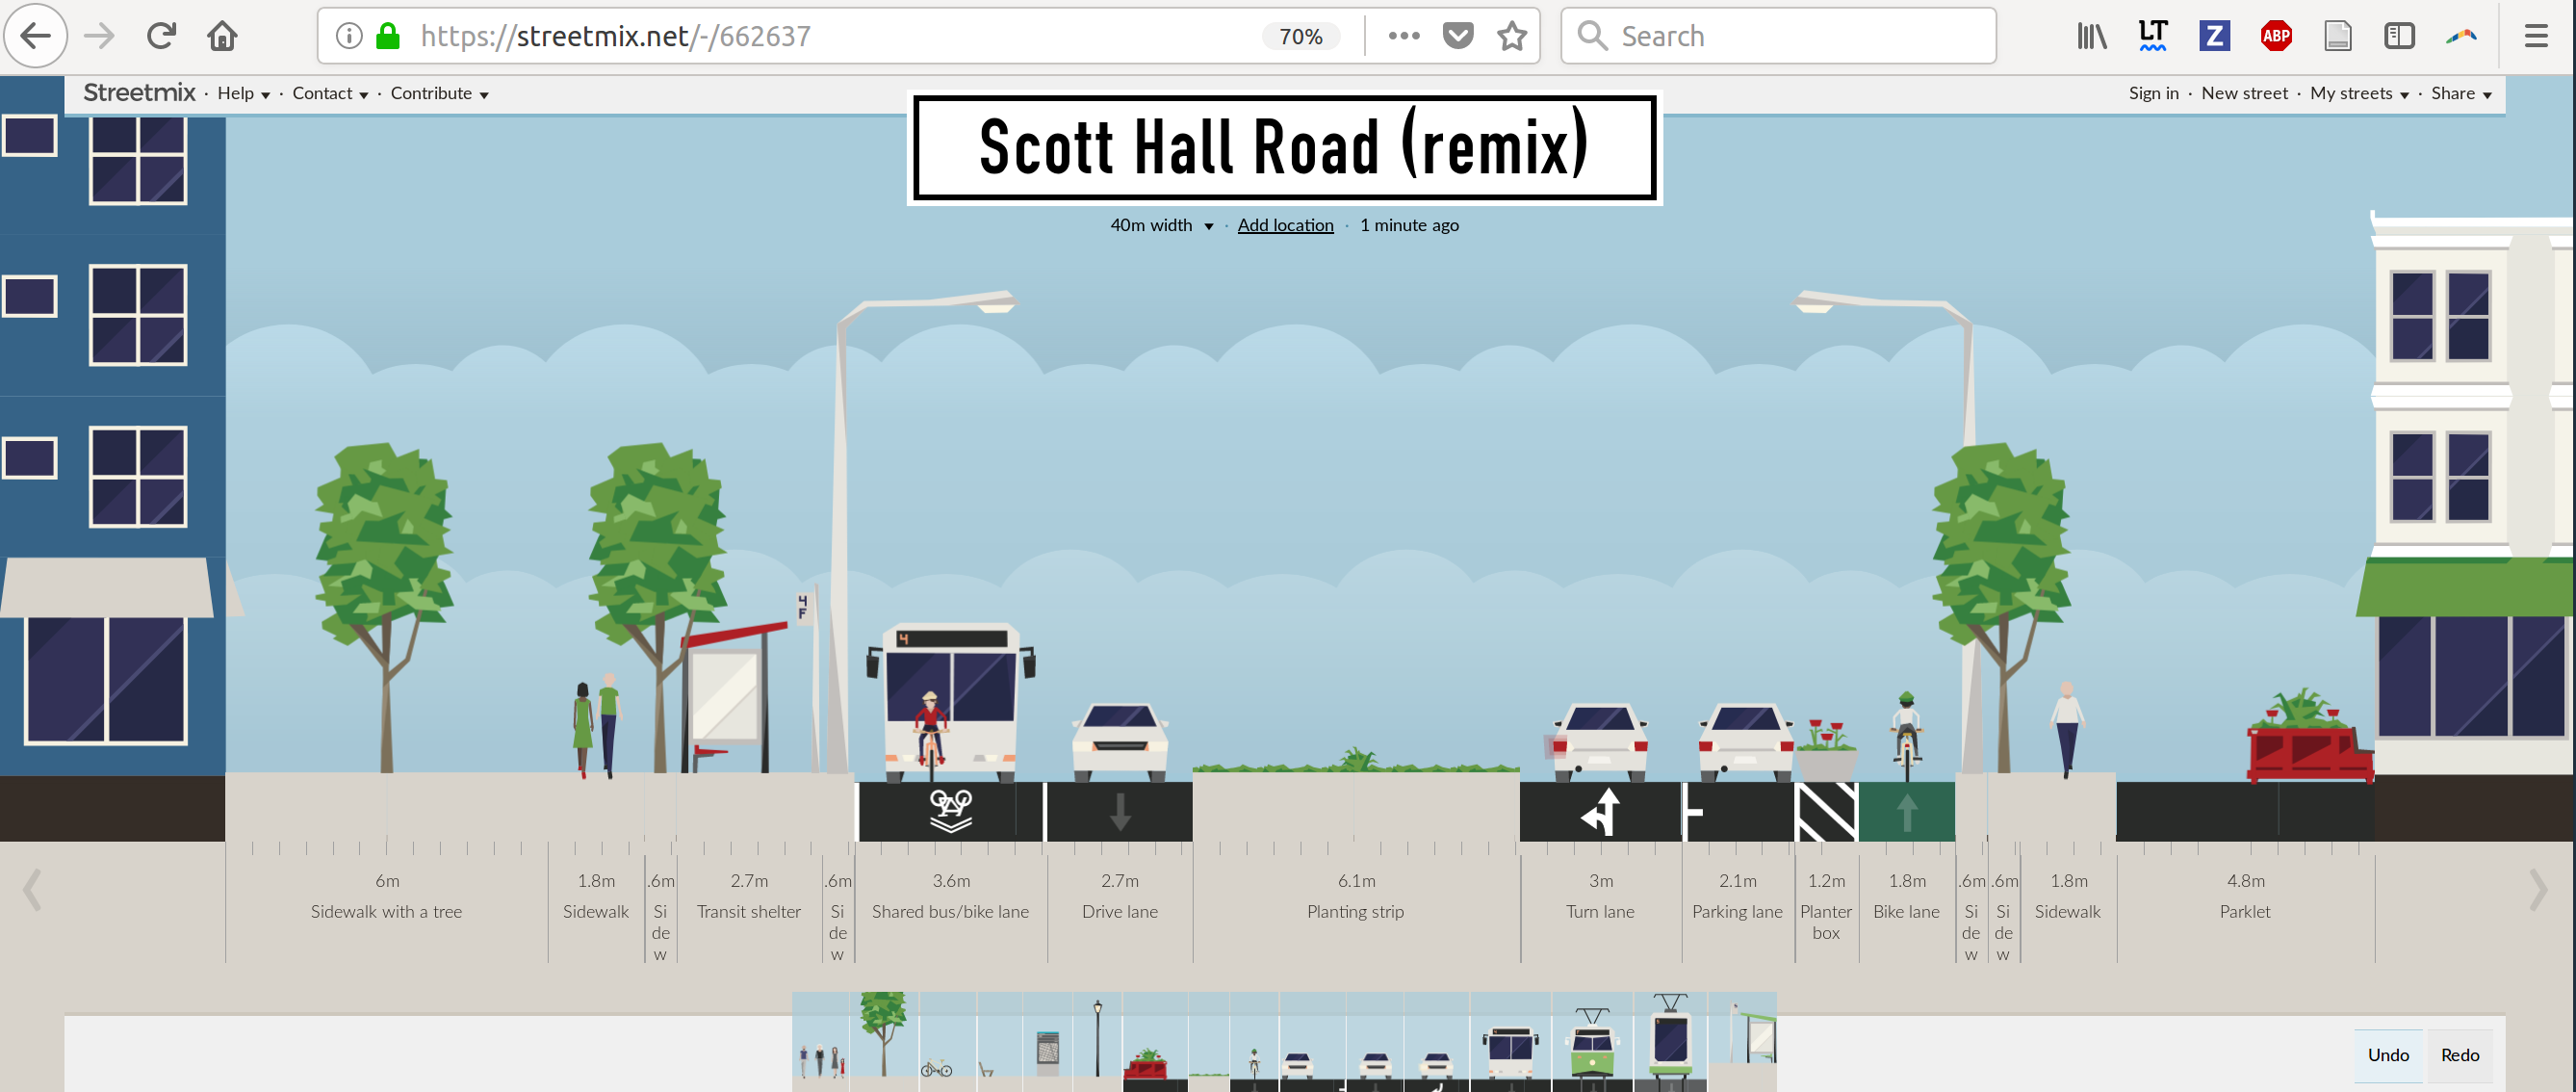 https://streetmix.net/-/662637
70%
Search
LT
Z
ABP
Streetmix · Help · Contact · Contribute
Sign in · New street · My streets · Share
Scott Hall Road (remix)
40m width · Add location · 1 minute ago
4
F
4
6m
Sidewalk with a tree
1.8m
Sidewalk
.6m
Si
de
w
2.7m
Transit shelter
.6m
Si
de
w
3.6m
Shared bus/bike lane
2.7m
Drive lane
6.1m
Planting strip
3m
Turn lane
2.1m
Parking lane
1.2m
Planter
box
1.8m
Bike lane
.6m
Si
de
w
.6m
Si
de
w
1.8m
Sidewalk
4.8m
Parklet
Undo
Redo